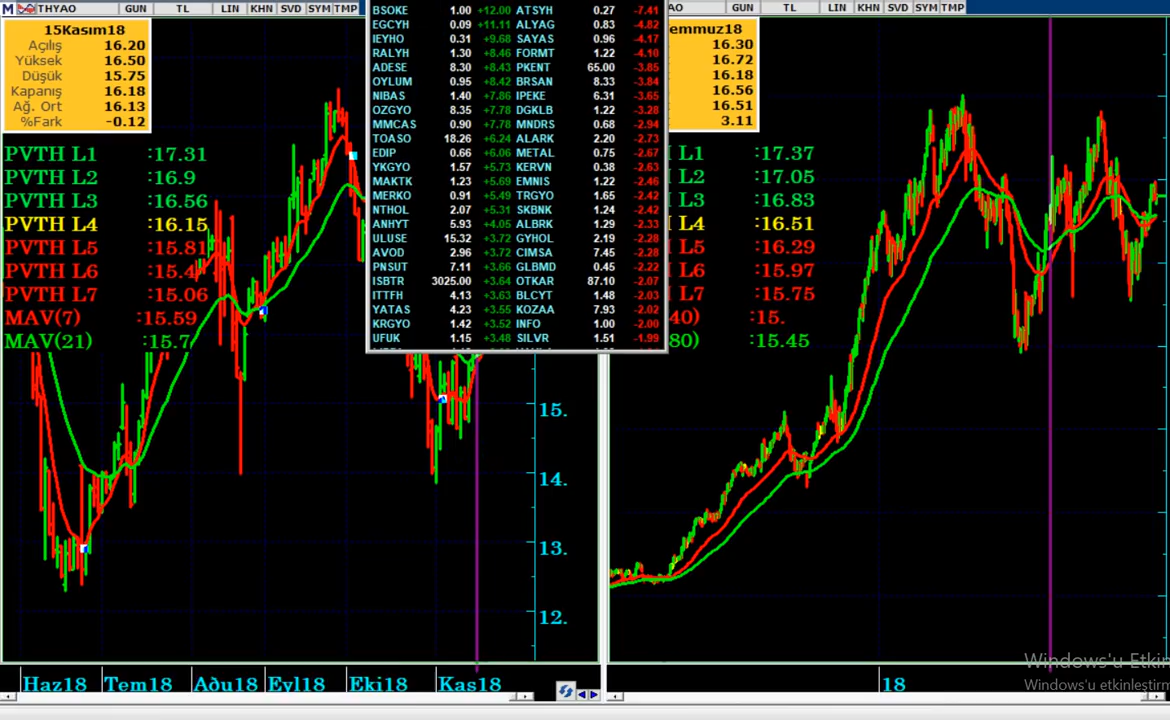 M THYAO GUN TL LIN KHN SVD SYM TMP
15Kasım18
Açılış 16.20
Yüksek 16.50
Düşük 15.75
Kapanış 16.18
Ağ. Ort 16.13
%Fark -0.12
PVTH L1 :17.31
PVTH L2 :16.9
PVTH L3 :16.56
PVTH L4 :16.15
PVTH L5 :15.81
PVTH L6 :15.4
PVTH L7 :15.06
MAV(7) :15.59
MAV(21) :15.7
15.
14.
13.
12.
Haz18 Tem18 Aðu18 Eyl18 Eki18 Kas18
BSOKE 1.00 +12.00 ATSYH 0.27 -7.41
EGCYH 0.09 +11.11 ALYAG 0.83 -4.82
IEYHO 0.31 +9.68 SAYAS 0.96 -4.17
RALYH 1.30 +8.46 FORMT 1.22 -4.10
ADESE 8.30 +8.43 PKENT 65.00 -3.85
OYLUM 0.95 +8.42 BRSAN 8.33 -3.84
NIBAS 1.40 +7.86 IPEKE 6.31 -3.65
OZGYO 8.35 +7.78 DGKLB 1.22 -3.28
MMCAS 0.90 +7.78 MNDRS 0.68 -2.94
TOASO 18.26 +6.24 ALARK 2.20 -2.73
EDIP 0.66 +6.06 METAL 0.75 -2.67
YKGYO 1.57 +5.73 KERVN 0.38 -2.63
MAKTK 1.23 +5.69 EMNIS 1.22 -2.46
MERKO 0.91 +5.49 TRGYO 1.65 -2.42
NTHOL 2.07 +5.31 SKBNK 1.24 -2.42
ANHYT 5.93 +4.05 ALBRK 1.29 -2.33
ULUSE 15.32 +3.72 GYHOL 2.19 -2.28
AVOD 2.96 +3.72 CIMSA 7.45 -2.28
PNSUT 7.11 +3.66 GLBMD 0.45 -2.22
ISBTR 3025.00 +3.64 OTKAR 87.10 -2.07
ITTFH 4.13 +3.63 BLCYT 1.48 -2.03
YATAS 4.23 +3.55 KOZAA 7.93 -2.02
KRGYO 1.42 +3.52 INFO 1.00 -2.00
UFUK 1.15 +3.48 SILVR 1.51 -1.99
AO GUN TL LIN KHN SVD SYM TMP
emmuz18
16.30
16.72
16.18
16.56
16.51
3.11
L1 :17.37
L2 :17.05
L3 :16.83
L4 :16.51
L5 :16.29
L6 :15.97
L7 :15.75
40) :15.
80) :15.45
18
Windows'u Etkin
Windows'u etkinleştirm